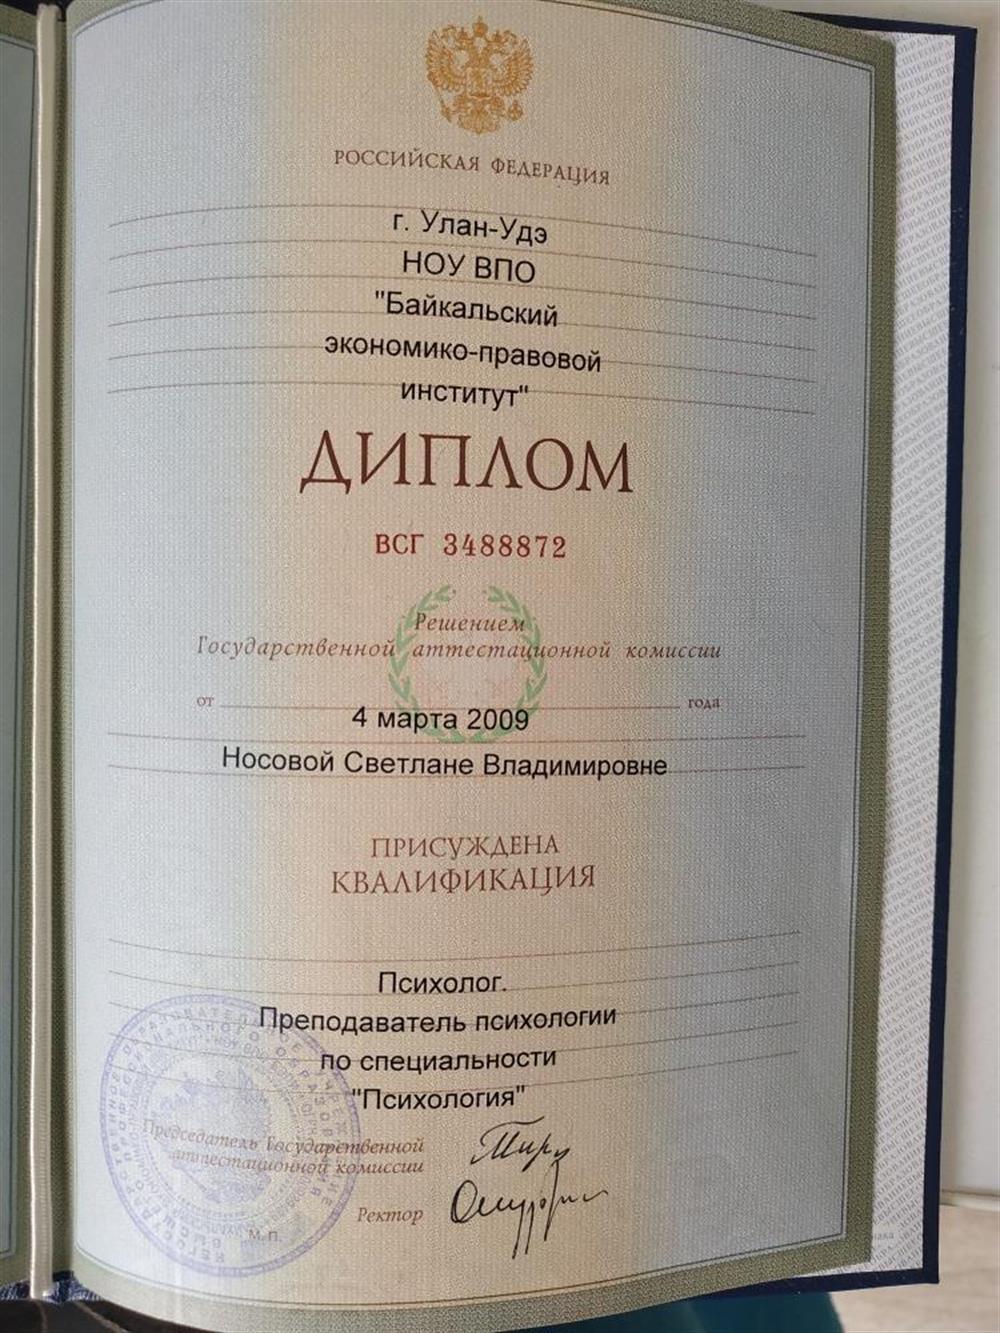 РОССИЙСКАЯ ФЕДЕРАЦИЯ
г. Улан-Удэ
НОУ ВПО
"Байкальский
экономико-правовой
институт"
ДИПЛОМ
ВСГ 3488872
Решением
Государственной аттестационной комиссии
от 4 марта 2009 года
Носовой Светлане Владимировне
ПРИСУЖДЕНА
КВАЛИФИКАЦИЯ
Психолог.
Преподаватель психологии
по специальности
"Психология"
Председатель Государственной
аттестационной комиссии
Ректор
М.П.